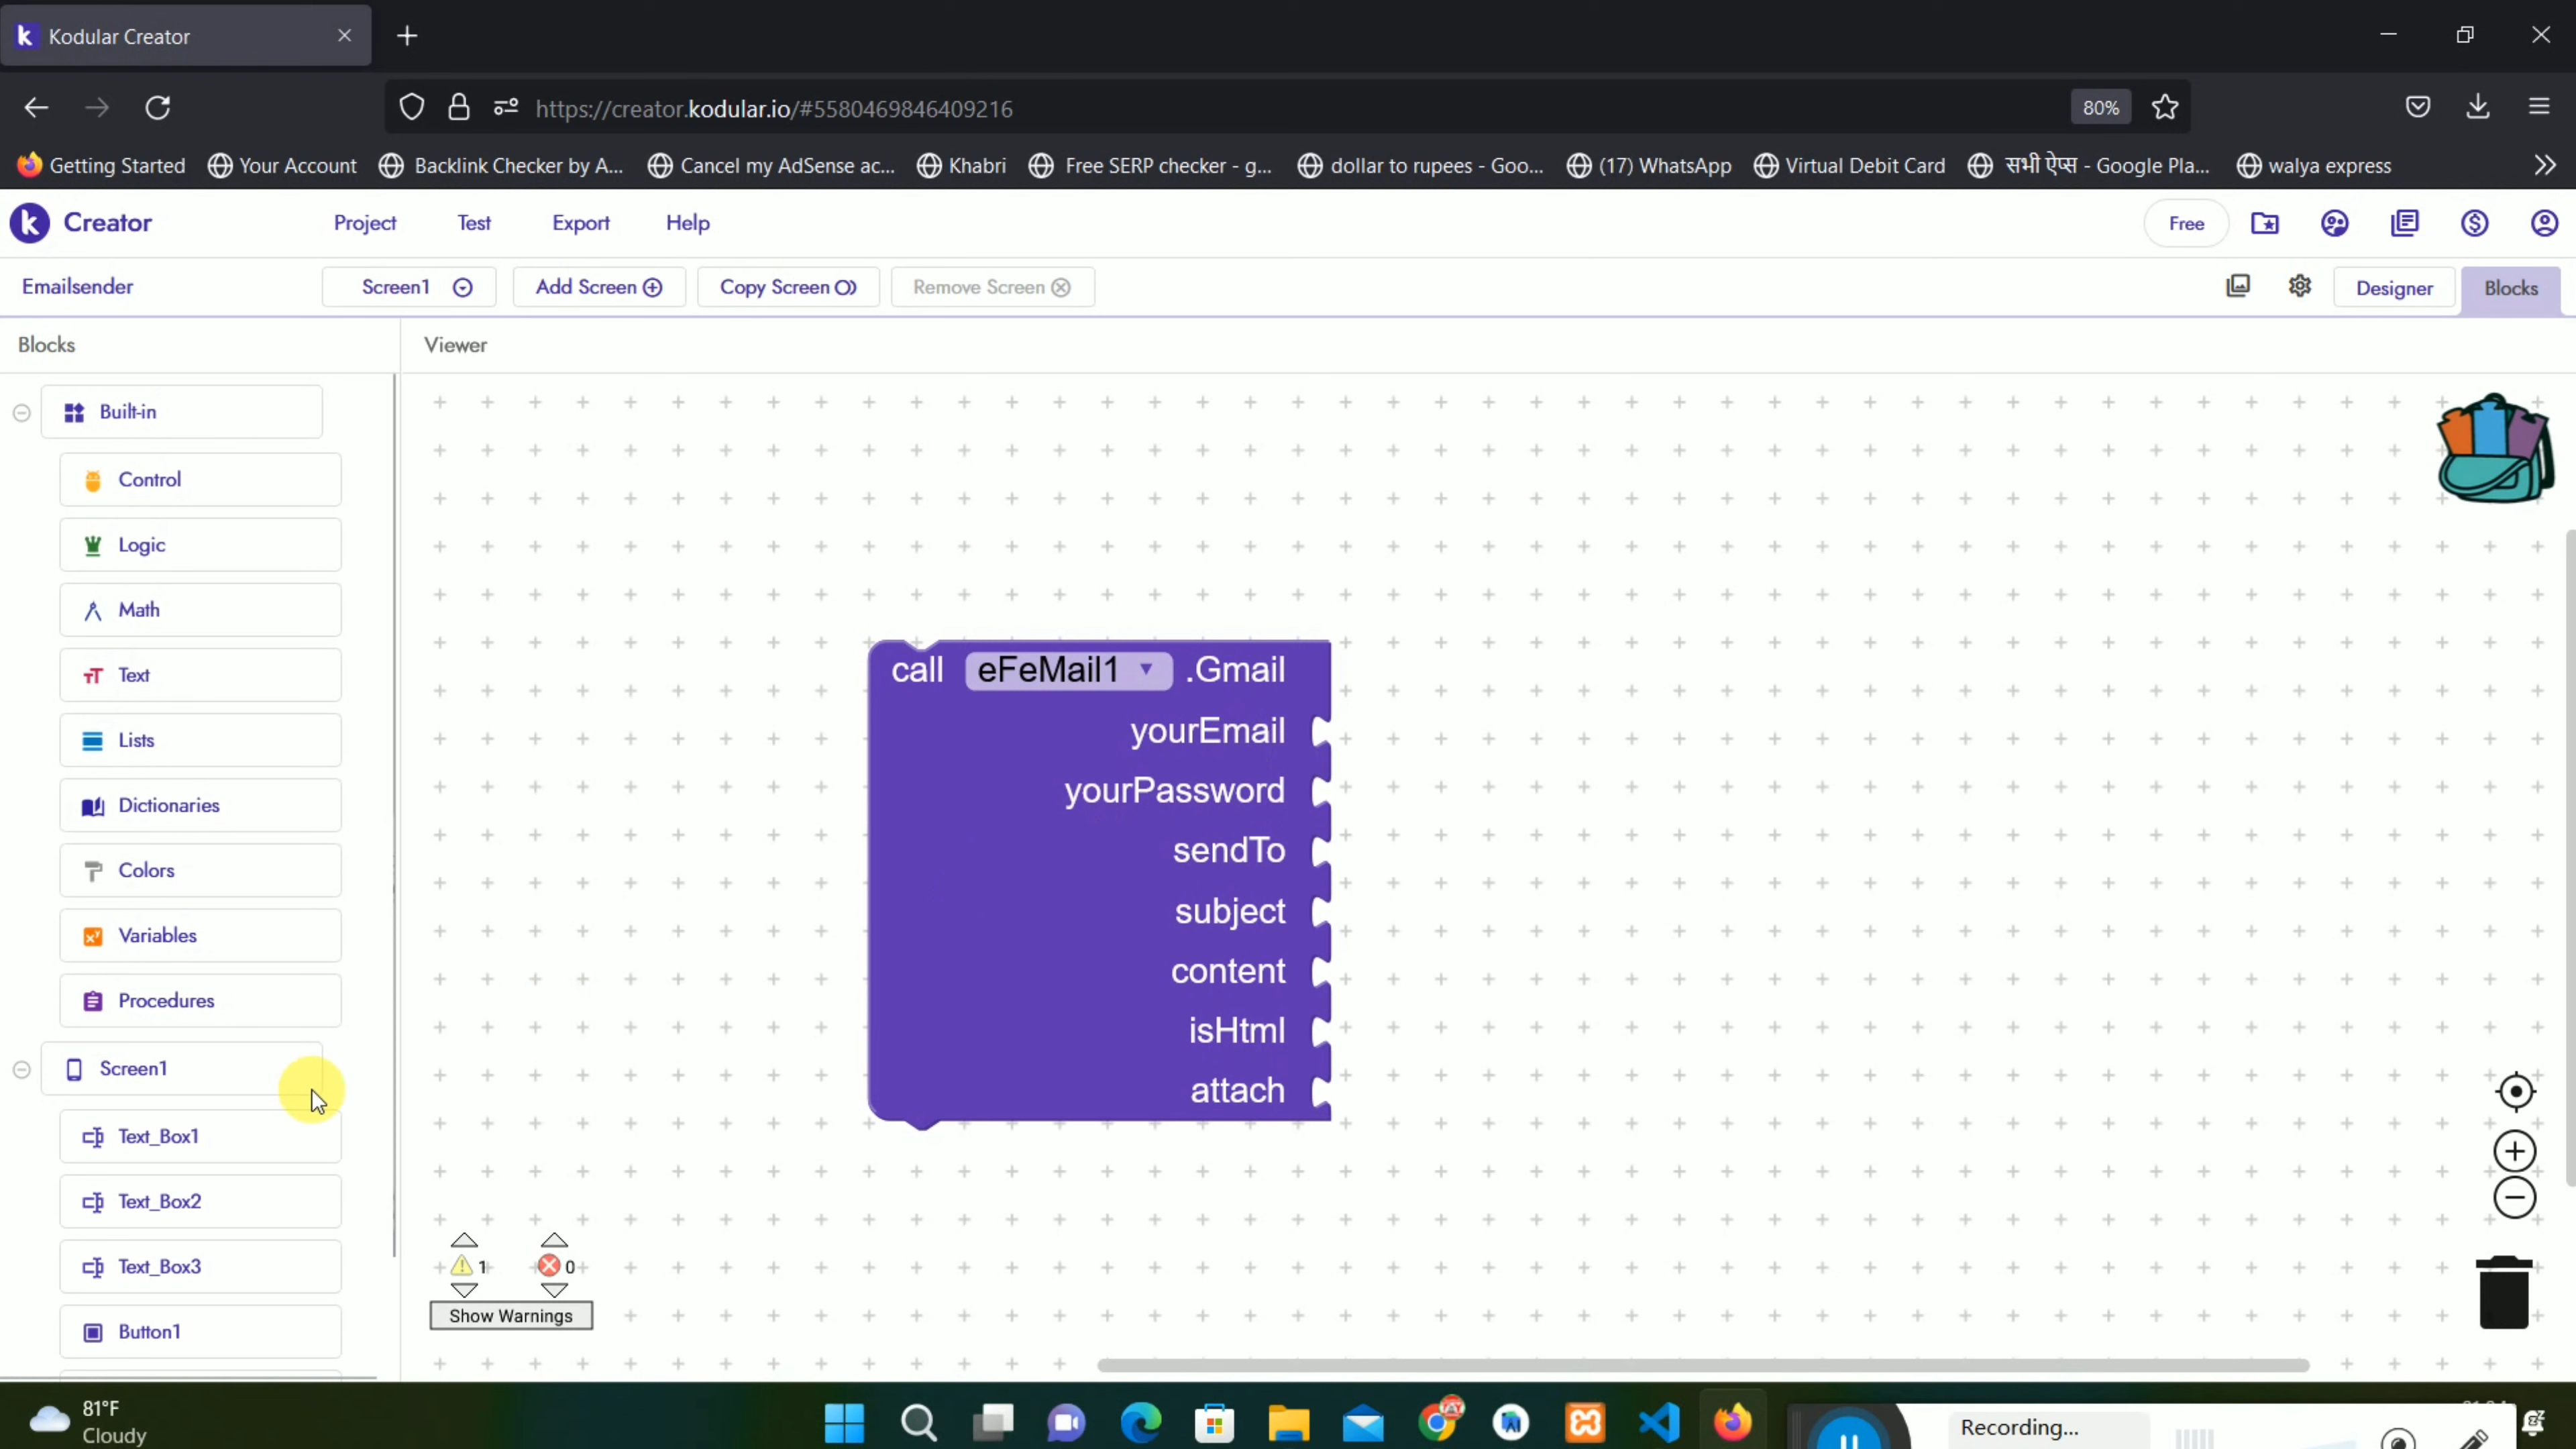 Kodular Creator
https://creator.kodular.io/#5580469846409216
80%
Getting Started
Your Account
Backlink Checker by A...
Cancel my AdSense ac...
Khabri
Free SERP checker - g...
dollar to rupees - Goo...
(17) WhatsApp
Virtual Debit Card
सभी ऐप्स - Google Pla...
walya express
Creator
Project
Test
Export
Help
Free
Emailsender
Screen1
Add Screen
Copy Screen
Remove Screen
Designer
Blocks
Blocks
Viewer
Built-in
Control
Logic
Math
Text
Lists
Dictionaries
Colors
Variables
Procedures
Screen1
Text_Box1
Text_Box2
Text_Box3
Button1
call eFeMail1 .Gmail
yourEmail
yourPassword
sendTo
subject
content
isHtml
attach
1
0
Show Warnings
81°F
Cloudy
Recording...